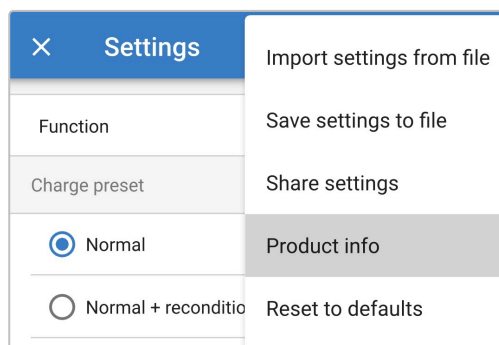 Settings
Import settings from file
Save settings to file
Function
Share settings
Charge preset
Product info
Normal
Reset to defaults
Normal + reconditio